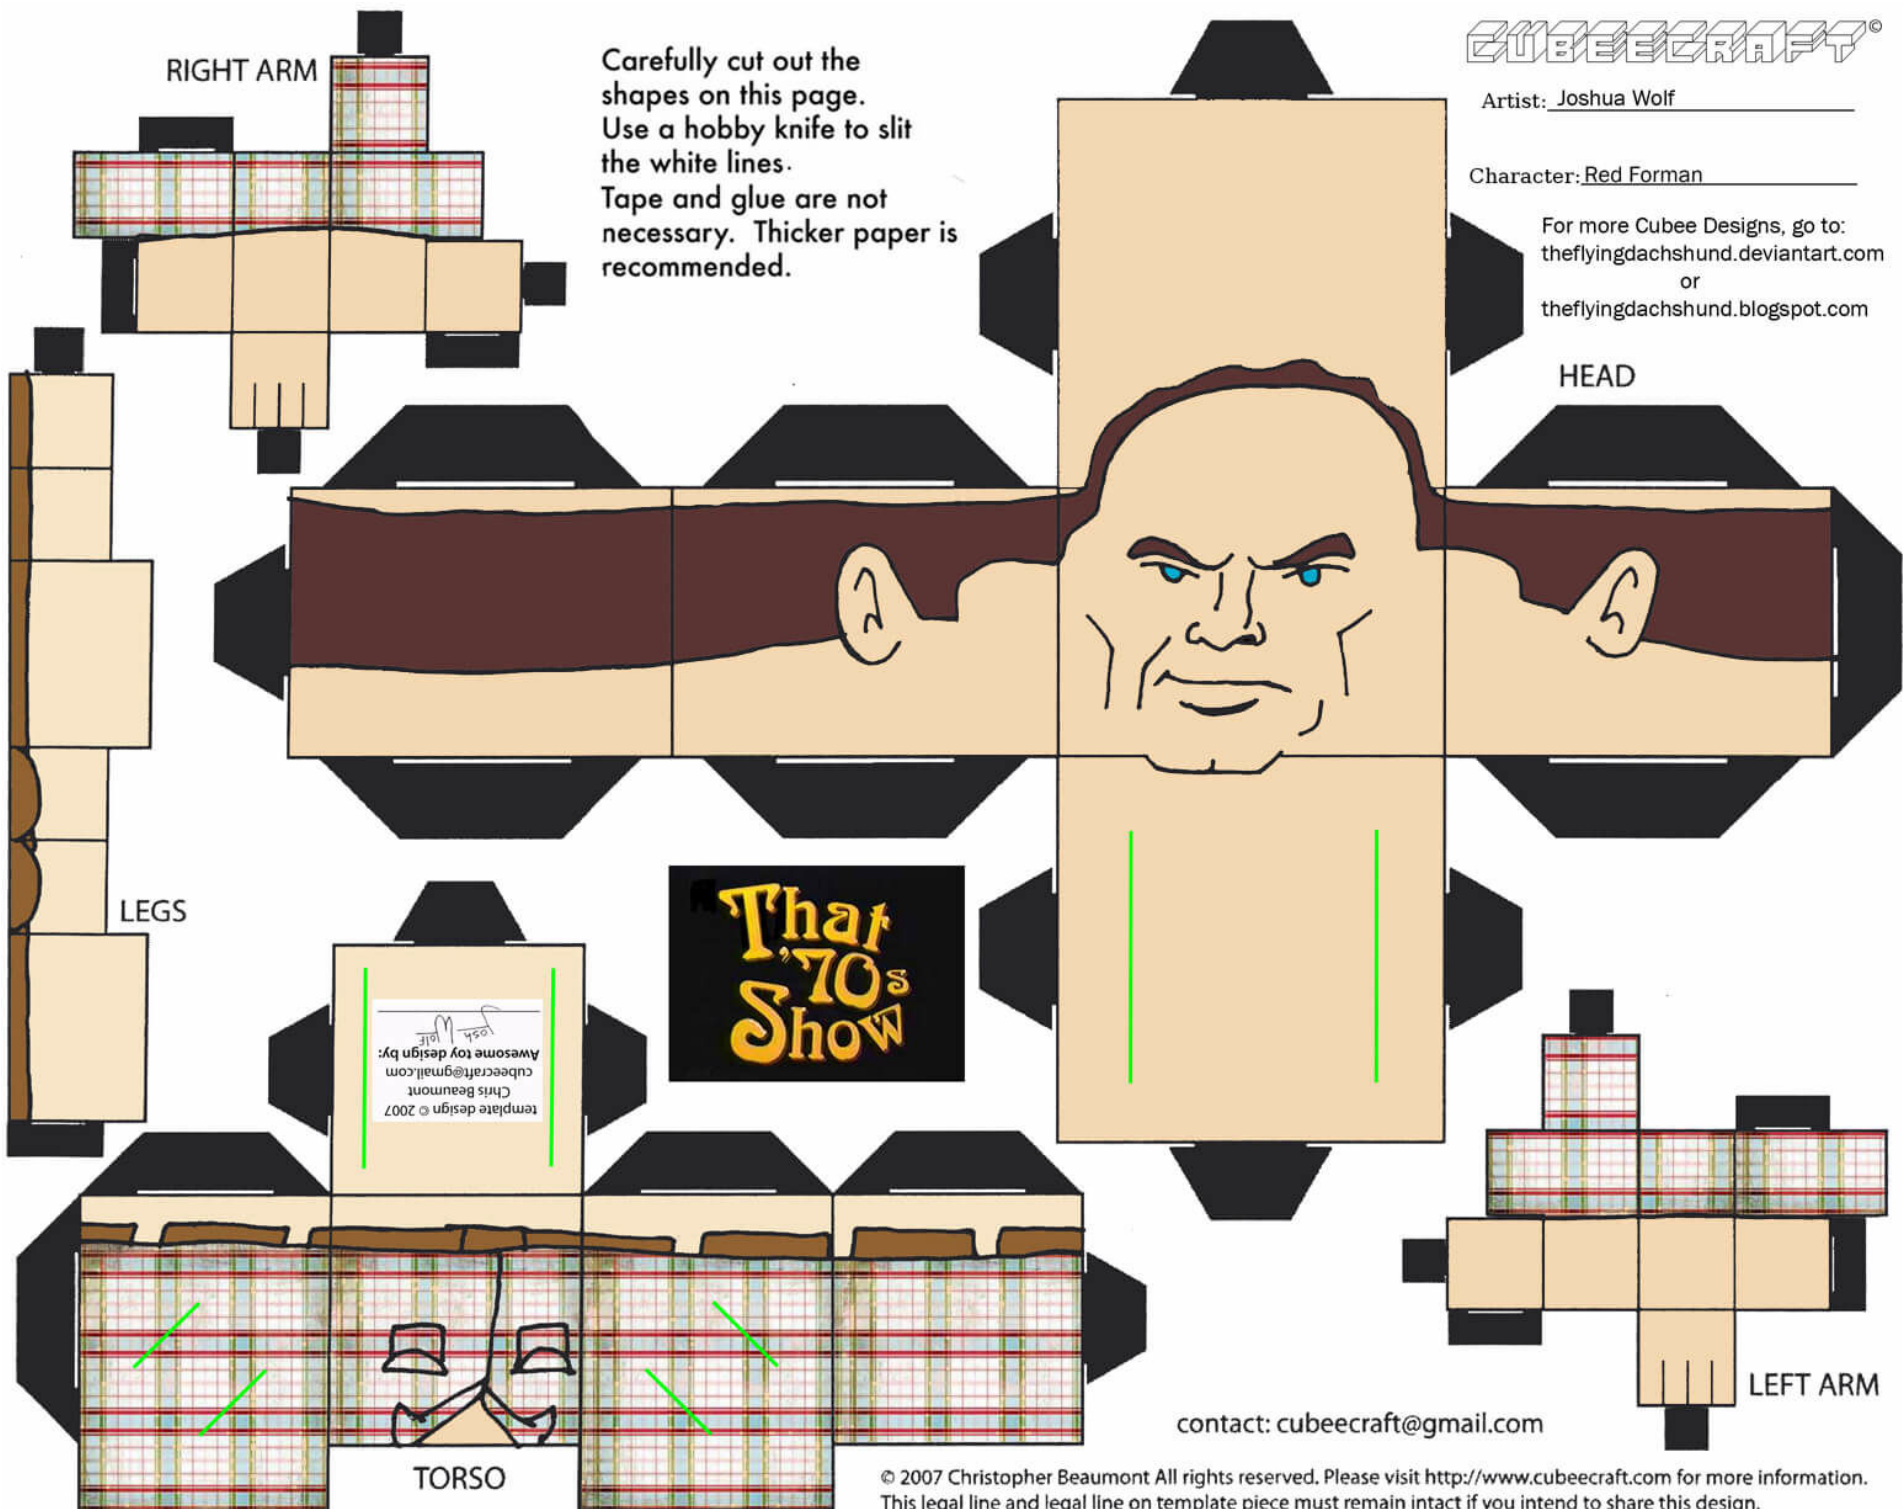 RIGHT ARM
Carefully cut out the
shapes on this page.
Use a hobby knife to slit
the white lines.
Tape and glue are not
necessary. Thicker paper is
recommended.
CUBEECRAFT©
Artist: Joshua Wolf
Character: Red Forman
For more Cubee Designs, go to:
theflyingdachshund.deviantart.com
or
theflyingdachshund.blogspot.com
HEAD
LEGS
That
'70s
Show
template design © 2007
Chris Beaumont
cubeecraft@gmail.com
Awesome toy design by:
Josh Wolf
TORSO
LEFT ARM
contact: cubeecraft@gmail.com
© 2007 Christopher Beaumont All rights reserved. Please visit http://www.cubeecraft.com for more information.
This legal line and legal line on template piece must remain intact if you intend to share this design.